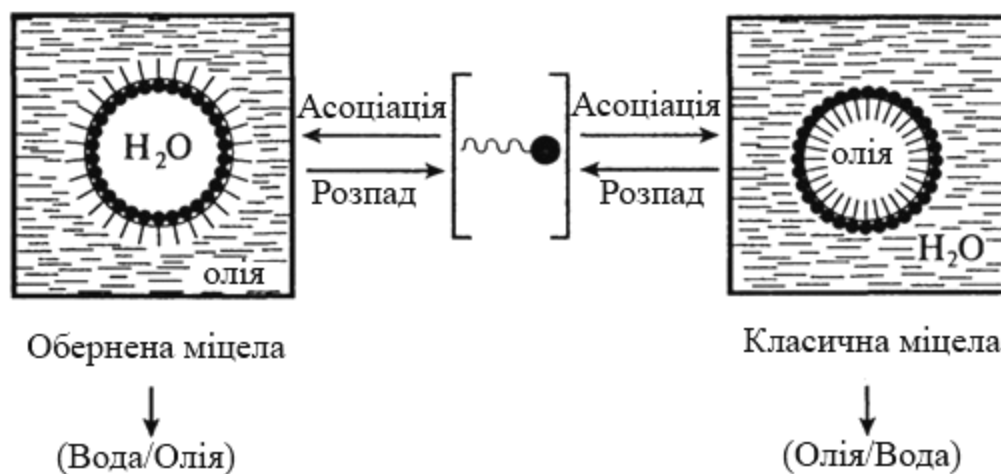 H₂O
олія
Обернена міцела
(Вода/Олія)
Асоціація
Розпад
Асоціація
Розпад
олія
H₂O
Класична міцела
(Олія/Вода)